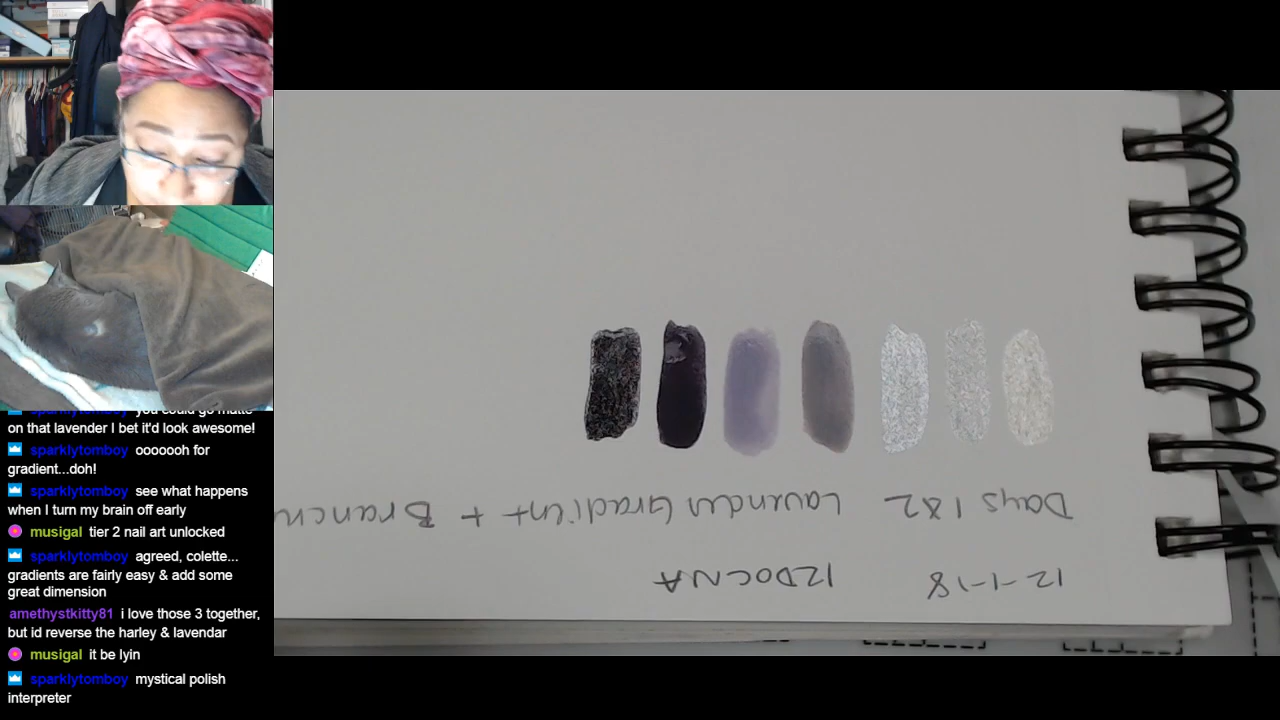 sparklytomboy you could go matte
on that lavender I bet it'd look awesome!
sparklytomboy ooooooh for
gradient...doh!
sparklytomboy see what happens
when I turn my brain off early
musigal tier 2 nail art unlocked
sparklytomboy agreed, colette...
gradients are fairly easy & add some
great dimension
amethystkitty81 i love those 3 together,
but id reverse the harley & lavendar
musigal it be lyin
sparklytomboy mystical polish
interpreter
12-1-18 12DOCNA
Days 1&2 Lavender Gradient + Branch